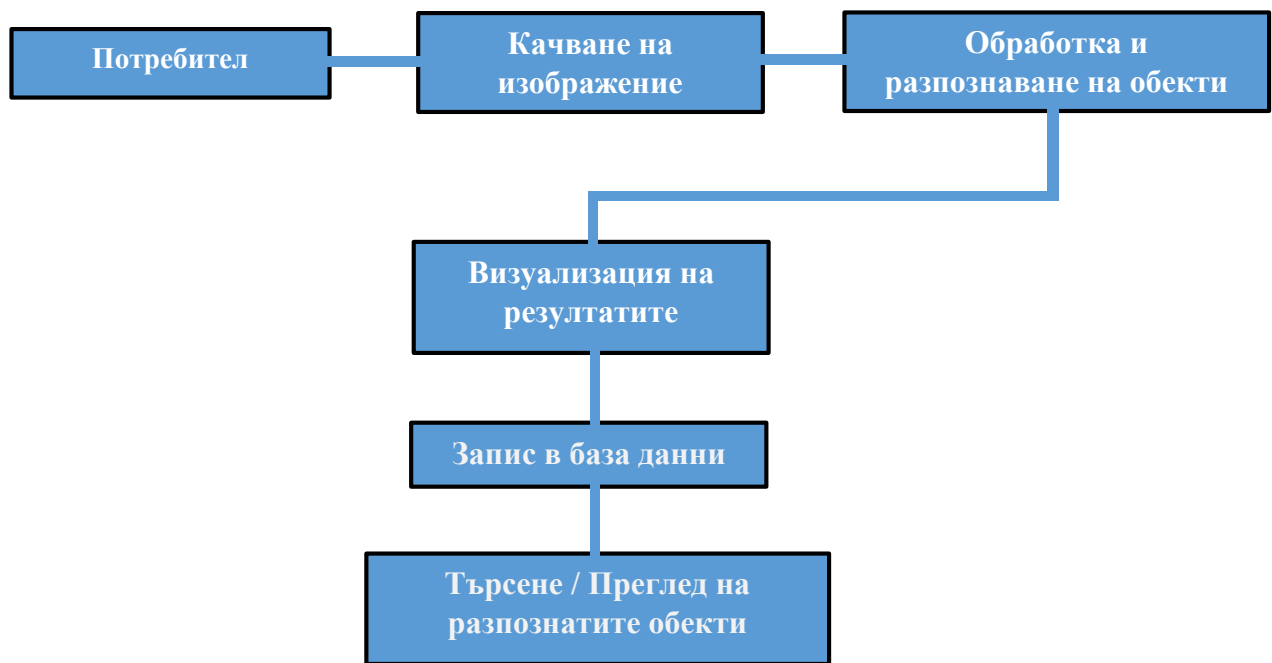 Потребител
Качване на
изображение
Обработка и
разпознаване на обекти
Визуализация на
резултатите
Запис в база данни
Търсене / Преглед на
разпознатите обекти